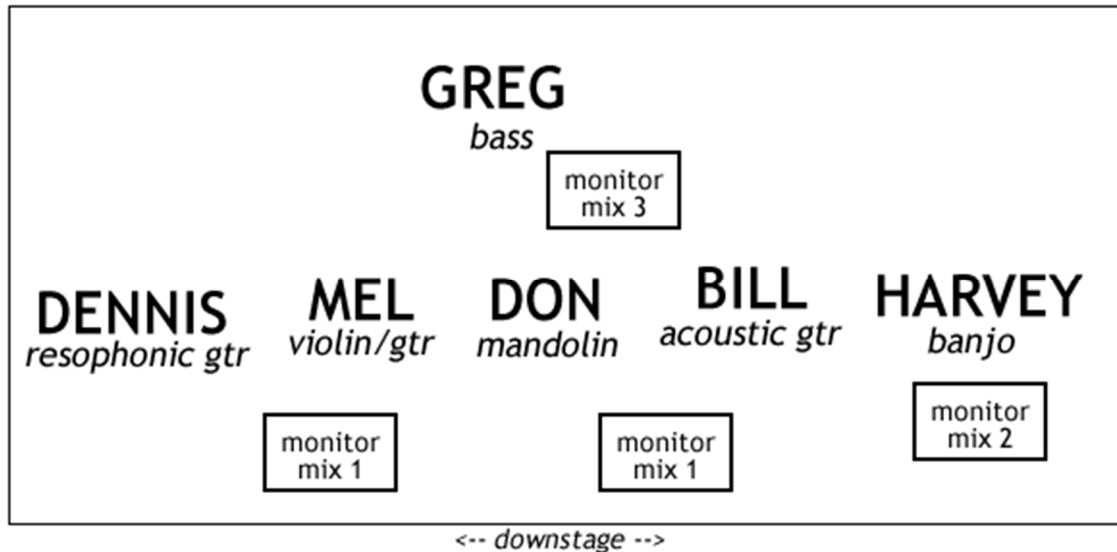 GREG
bass
monitor
mix 3
DENNIS
resophonic gtr
MEL
violin/gtr
DON
mandolin
BILL
acoustic gtr
HARVEY
banjo
monitor
mix 1
monitor
mix 1
monitor
mix 2
<-- downstage -->